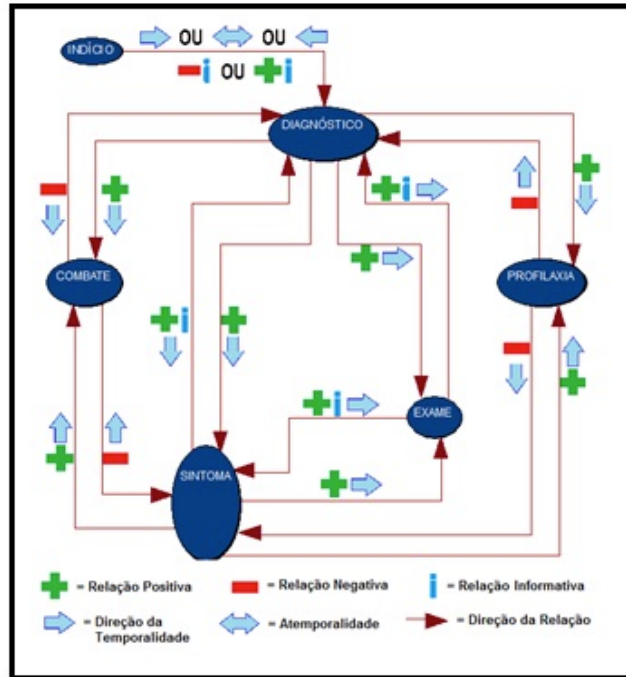 OU OU
INDÍCIO
i OU i
DIAGNÓSTICO
i
COMBATE
PROFILAXIA
i
i
EXAME
SINTOMA
= Relação Positiva = Relação Negativa i = Relação Informativa
= Direção da = Atemporalidade = Direção da Relação
Temporalidade